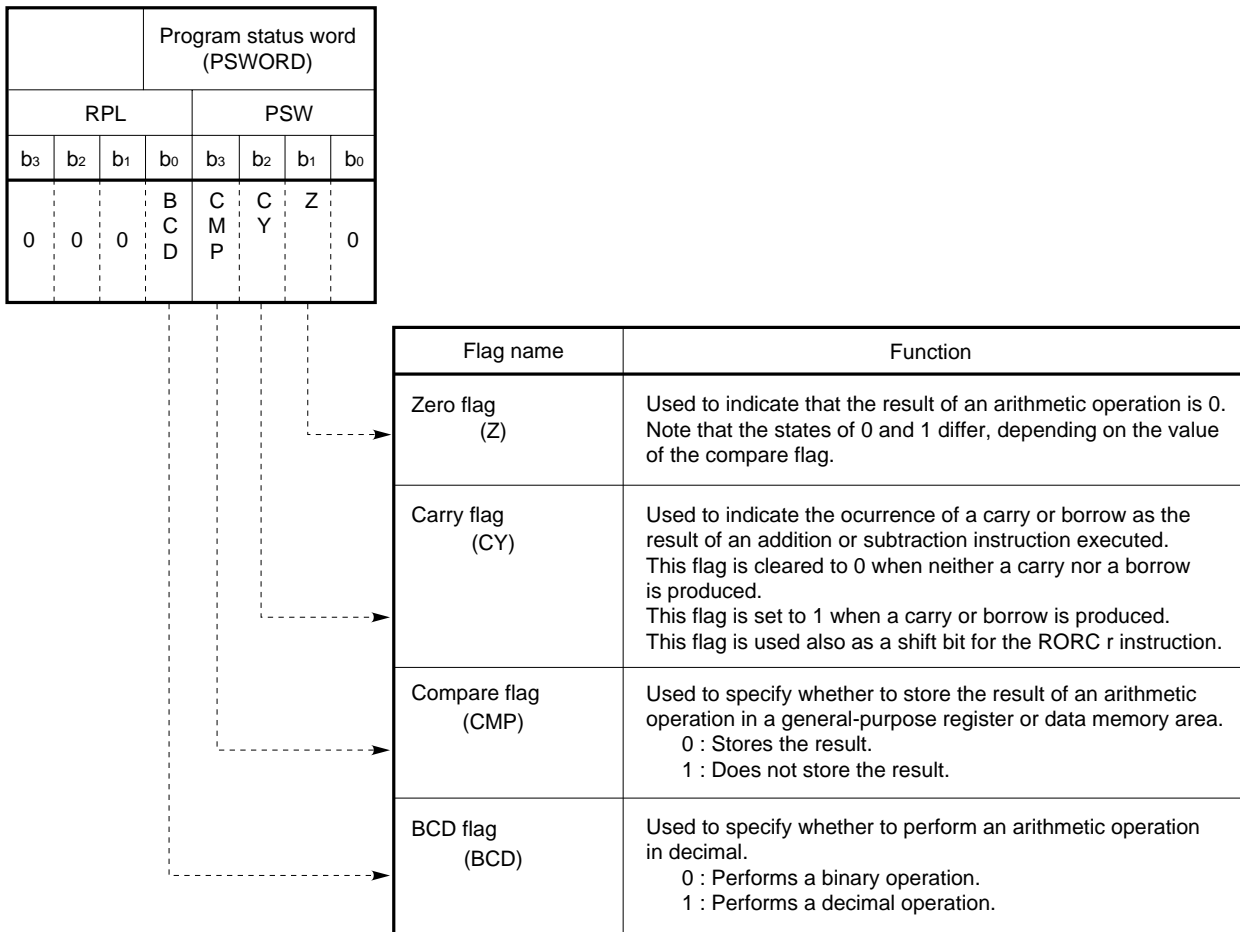 Program status word
(PSWORD)
RPL PSW
b3 b2 b1 b0 b3 b2 b1 b0
0 0 0 BCD CMP CY Z 0
Flag name Function
Zero flag
(Z)
Used to indicate that the result of an arithmetic operation is 0.
Note that the states of 0 and 1 differ, depending on the value
of the compare flag.
Carry flag
(CY)
Used to indicate the ocurrence of a carry or borrow as the
result of an addition or subtraction instruction executed.
This flag is cleared to 0 when neither a carry nor a borrow
is produced.
This flag is set to 1 when a carry or borrow is produced.
This flag is used also as a shift bit for the RORC r instruction.
Compare flag
(CMP)
Used to specify whether to store the result of an arithmetic
operation in a general-purpose register or data memory area.
0 : Stores the result.
1 : Does not store the result.
BCD flag
(BCD)
Used to specify whether to perform an arithmetic operation
in decimal.
0 : Performs a binary operation.
1 : Performs a decimal operation.